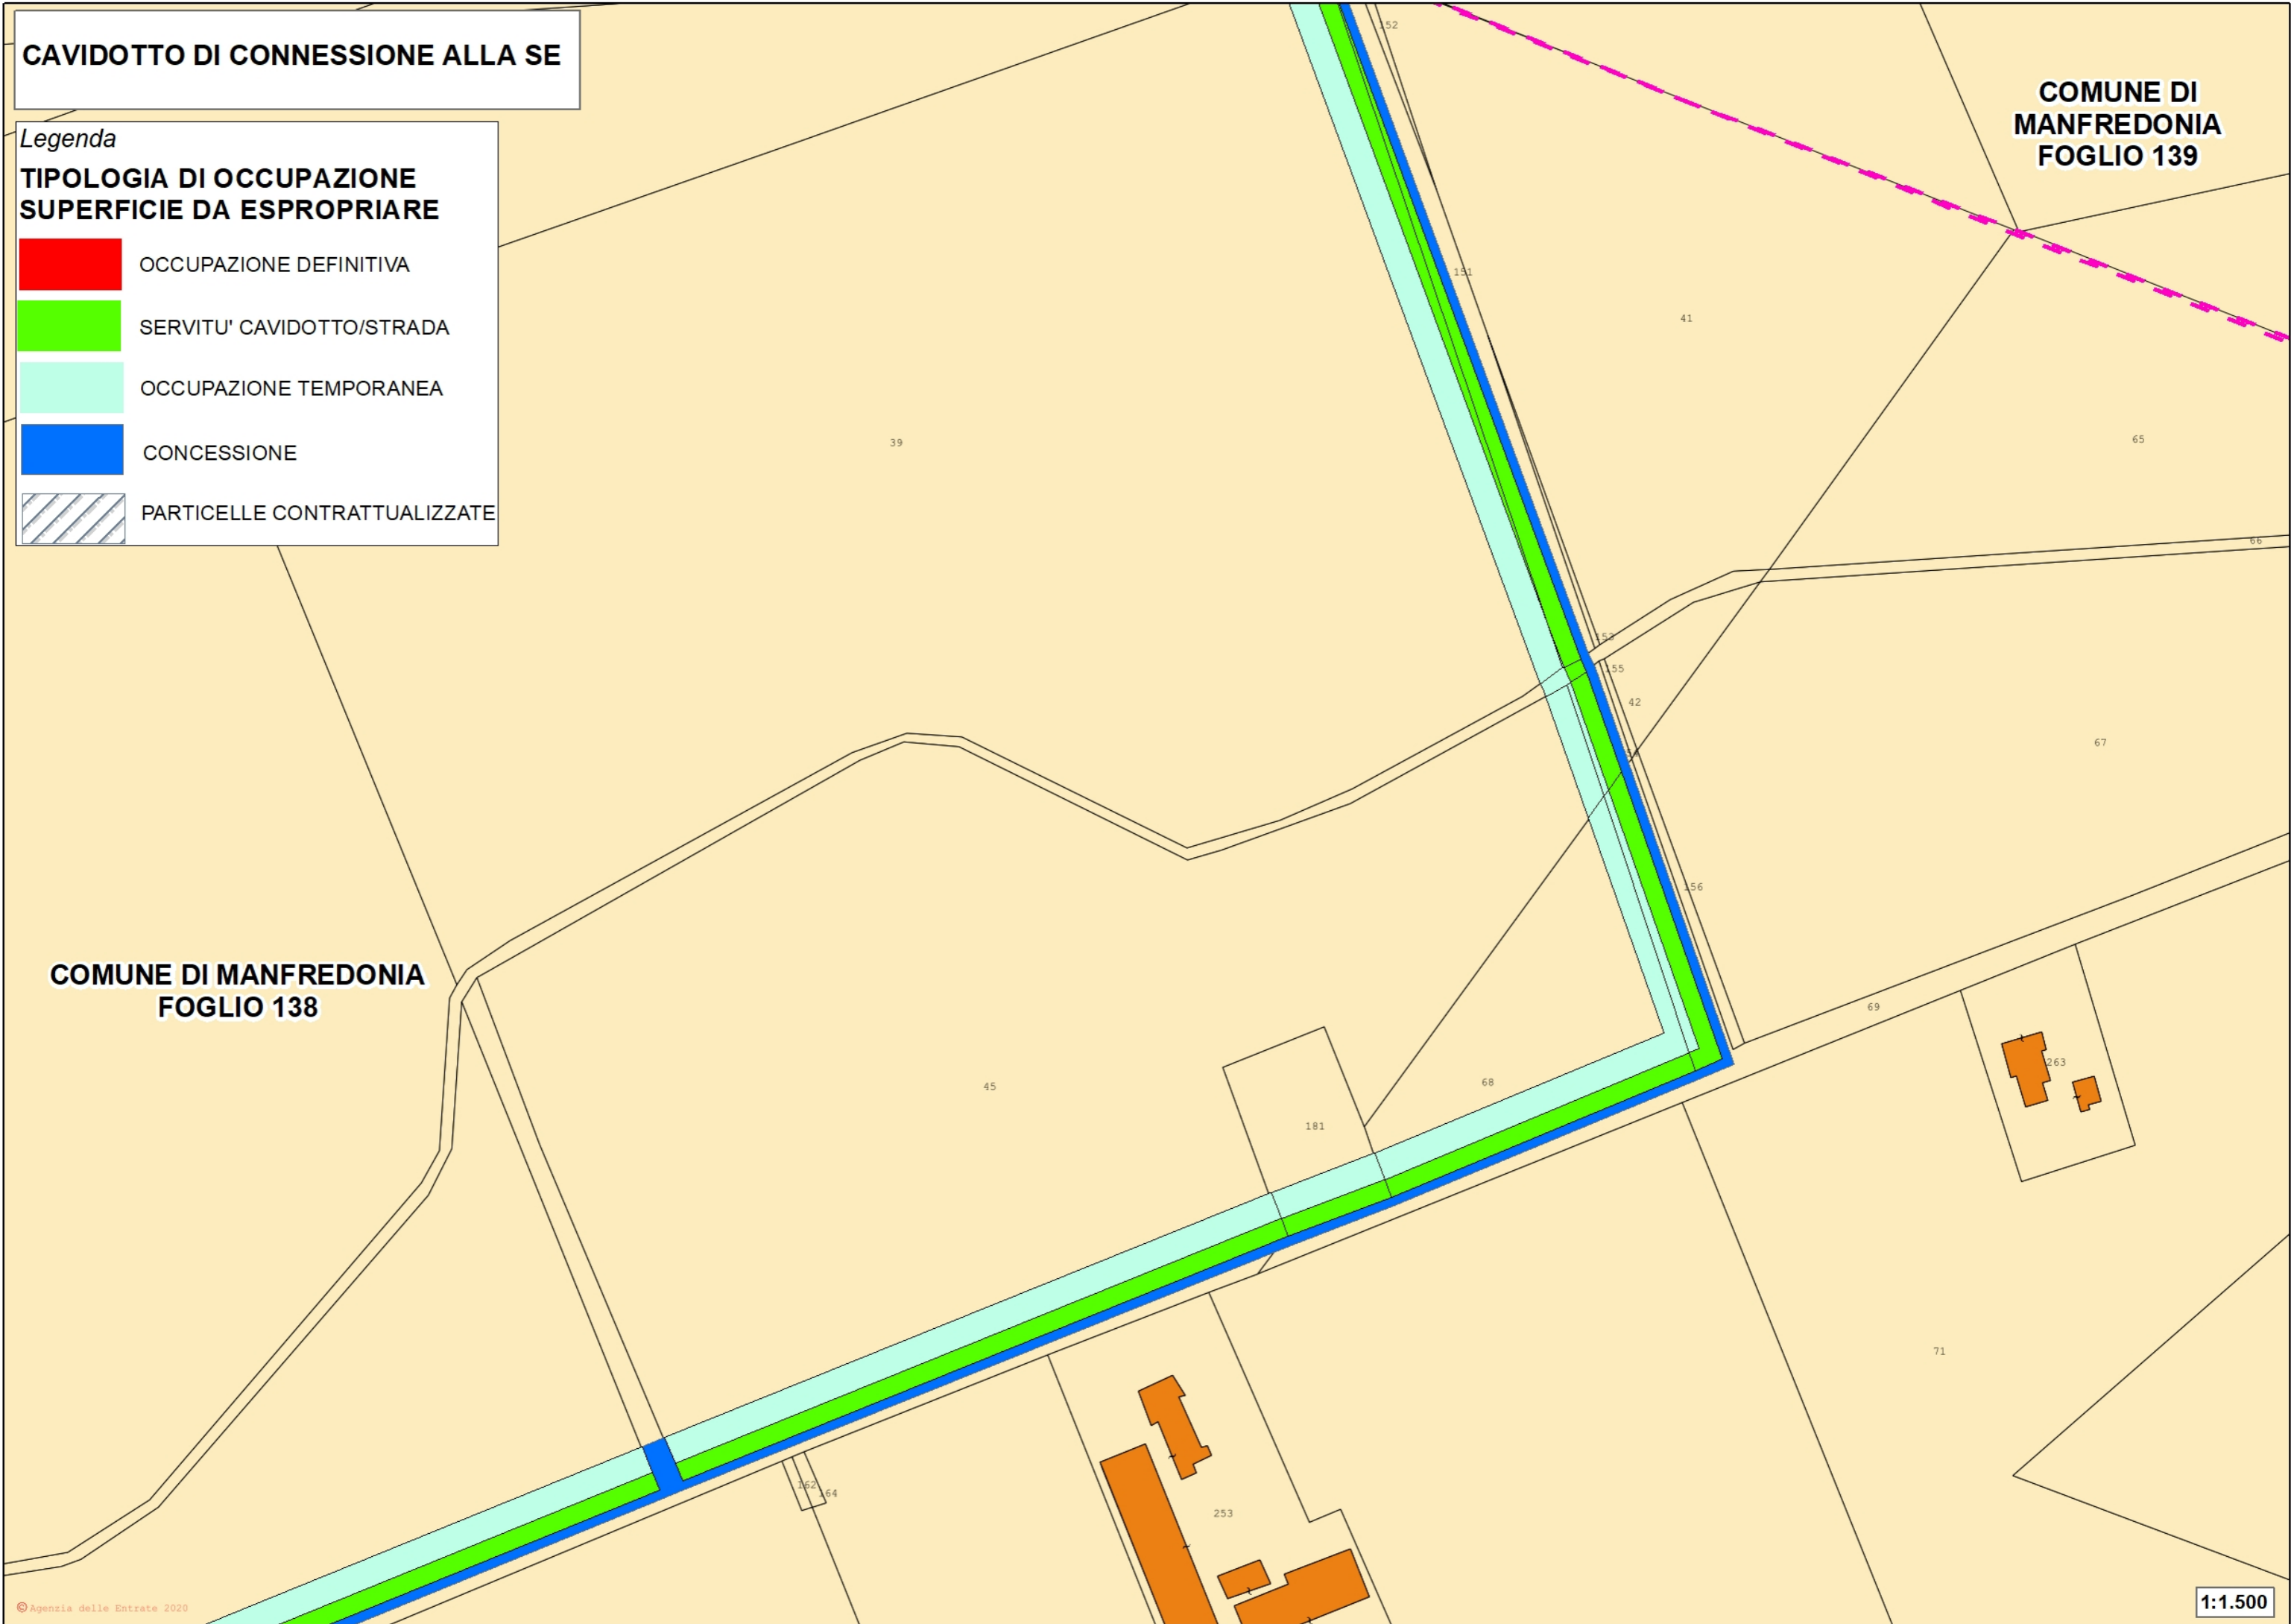 CAVIDOTTO DI CONNESSIONE ALLA SE
Legenda
TIPOLOGIA DI OCCUPAZIONE
SUPERFICIE DA ESPROPRIARE
OCCUPAZIONE DEFINITIVA
SERVITU' CAVIDOTTO/STRADA
OCCUPAZIONE TEMPORANEA
CONCESSIONE
PARTICELLE CONTRATTUALIZZATE
152
COMUNE DI
MANFREDONIA
FOGLIO 139
151
41
39
65
66
153
155
42
67
156
COMUNE DI MANFREDONIA
FOGLIO 138
69
263
45
68
181
71
162
164
253
© Agenzia delle Entrate 2020
1:1.500